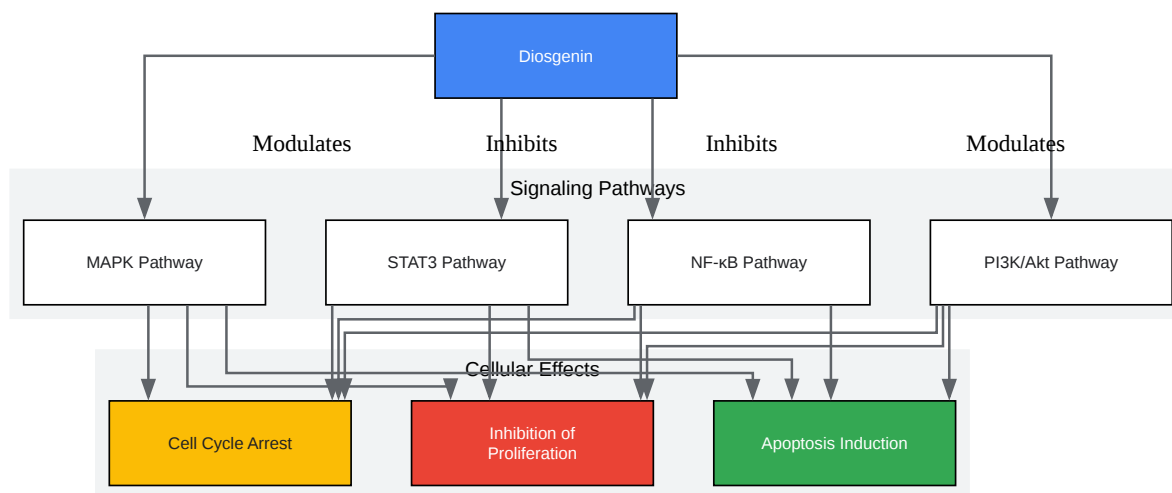 Diosgenin
Modulates
Inhibits
Inhibits
Modulates
Signaling Pathways
MAPK Pathway
STAT3 Pathway
NF-κB Pathway
PI3K/Akt Pathway
Cellular Effects
Cell Cycle Arrest
Inhibition of
Proliferation
Apoptosis Induction